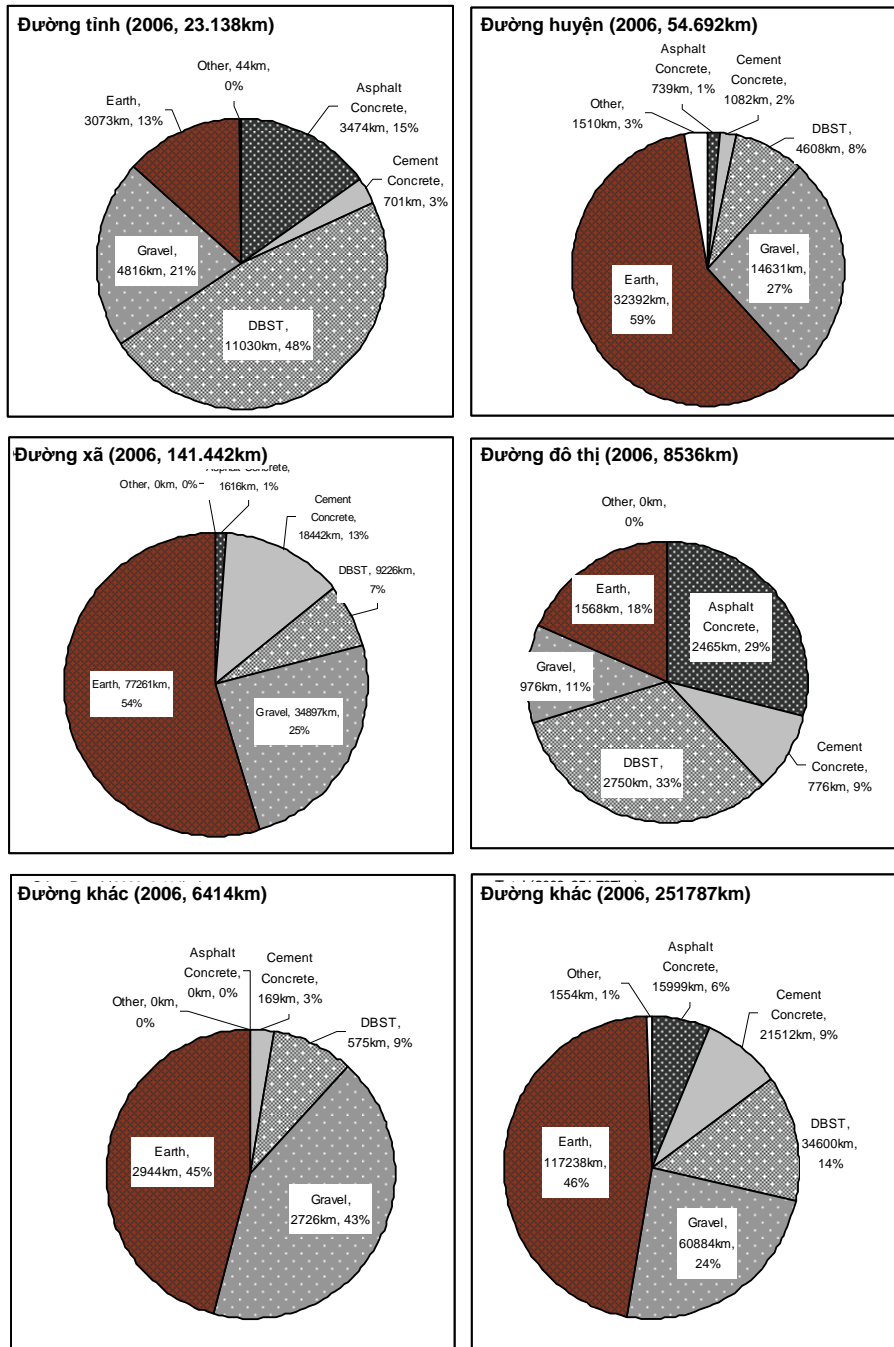 Đường tỉnh (2006, 23.138km)
Other, 44km,
0%
Asphalt
Concrete,
3474km, 15%
Cement
Concrete,
701km, 3%
DBST,
11030km, 48%
Gravel,
4816km, 21%
Earth,
3073km, 13%
Đường huyện (2006, 54.692km)
Asphalt
Concrete,
739km, 1%
Cement
Concrete,
1082km, 2%
DBST,
4608km, 8%
Gravel,
14631km,
27%
Earth,
32392km,
59%
Other,
1510km, 3%
Đường xã (2006, 141.442km)
Other, 0km, 0%
Asphalt Concrete,
1616km, 1%
Cement
Concrete,
18442km, 13%
DBST, 9226km,
7%
Gravel, 34897km,
25%
Earth, 77261km,
54%
Đường đô thị (2006, 8536km)
Other, 0km,
0%
Asphalt
Concrete,
2465km, 29%
Cement
Concrete,
776km, 9%
DBST,
2750km, 33%
Gravel,
976km, 11%
Earth,
1568km, 18%
Đường khác (2006, 6414km)
Asphalt
Concrete,
0km, 0%
Cement
Concrete,
169km, 3%
Other, 0km,
0%
DBST,
575km, 9%
Gravel,
2726km, 43%
Earth,
2944km, 45%
Đường khác (2006, 251787km)
Other,
1554km, 1%
Asphalt
Concrete,
15999km, 6%
Cement
Concrete,
21512km, 9%
DBST,
34600km,
14%
Gravel,
60884km,
24%
Earth,
117238km,
46%